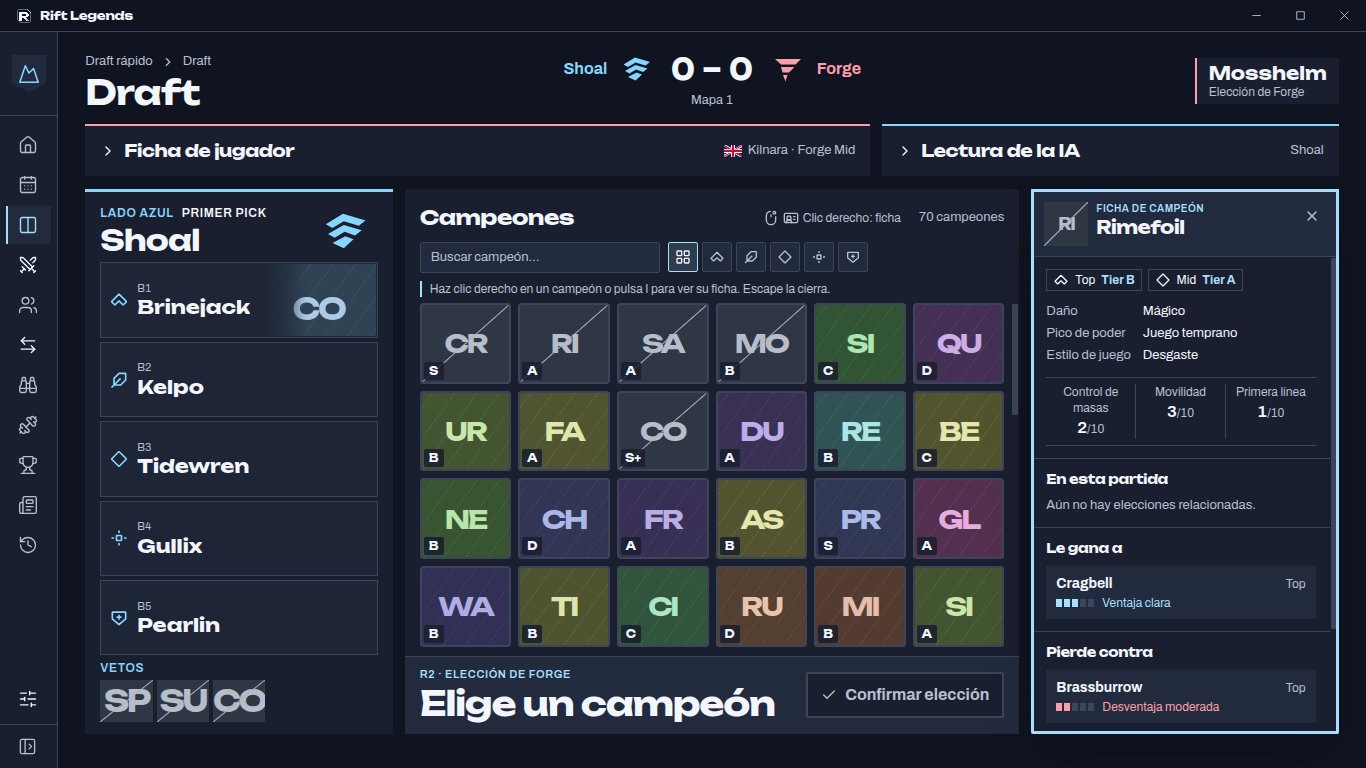 Rift Legends
Draft rápido > Draft
Draft
Shoal
0 – 0
Forge
Mapa 1
Mosshelm
Elección de Forge
Ficha de jugador
Kilnara · Forge Mid
Lectura de la IA
Shoal
LADO AZUL PRIMER PICK
Shoal
B1
Brinejack
CO
B2
Kelpo
B3
Tidewren
B4
Gullix
B5
Pearlin
VETOS
SP SU CO
Campeones
Clic derecho: ficha
70 campeones
Buscar campeón...
Haz clic derecho en un campeón o pulsa I para ver su ficha. Escape la cierra.
CR RI SA MO SI QU
S A A B C D
UR FA CO DU RE BE
B A S+ A B C
NE CH FR AS PR GL
B D A B S A
WA TI CI RU MI SI
B B C D B A
R2 · ELECCIÓN DE FORGE
Elige un campeón
Confirmar elección
RI
FICHA DE CAMPEÓN
Rimefoil
Top Tier B
Mid Tier A
Daño Mágico
Pico de poder Juego temprano
Estilo de juego Desgaste
Control de masas
2/10
Movilidad
3/10
Primera línea
1/10
En esta partida
Aún no hay elecciones relacionadas.
Le gana a
Cragbell Top
Ventaja clara
Pierde contra
Brassburrow Top
Desventaja moderada